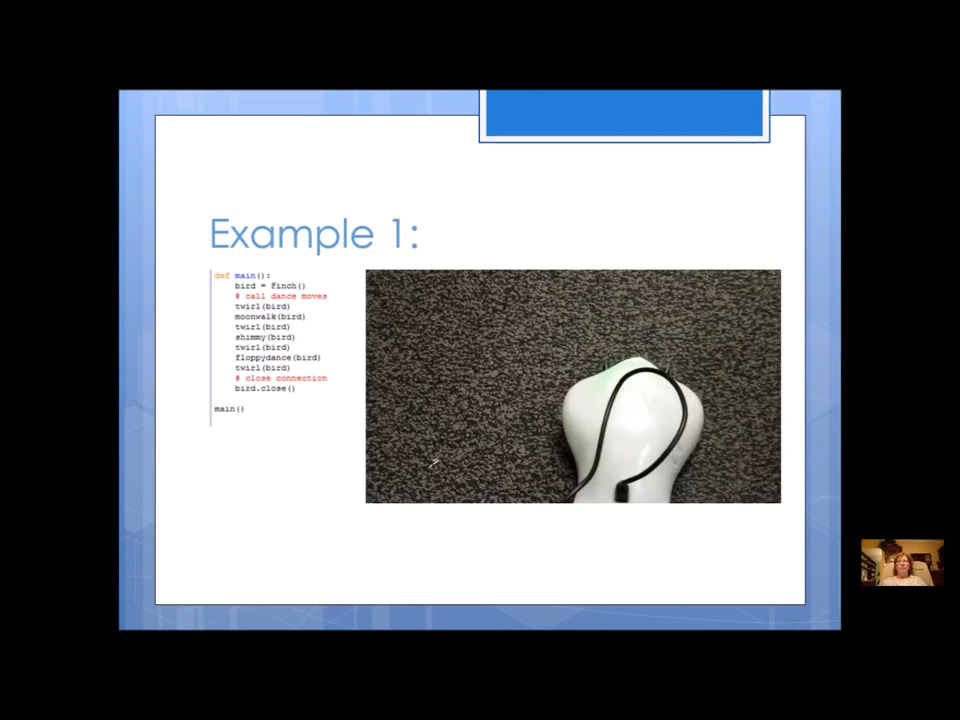 Example 1:
def main():
bird = Finch()
# call dance moves
twirl(bird)
moonwalk(bird)
twirl(bird)
shimmy(bird)
twirl(bird)
floppydance(bird)
twirl(bird)
# close connection
bird.close()
main()